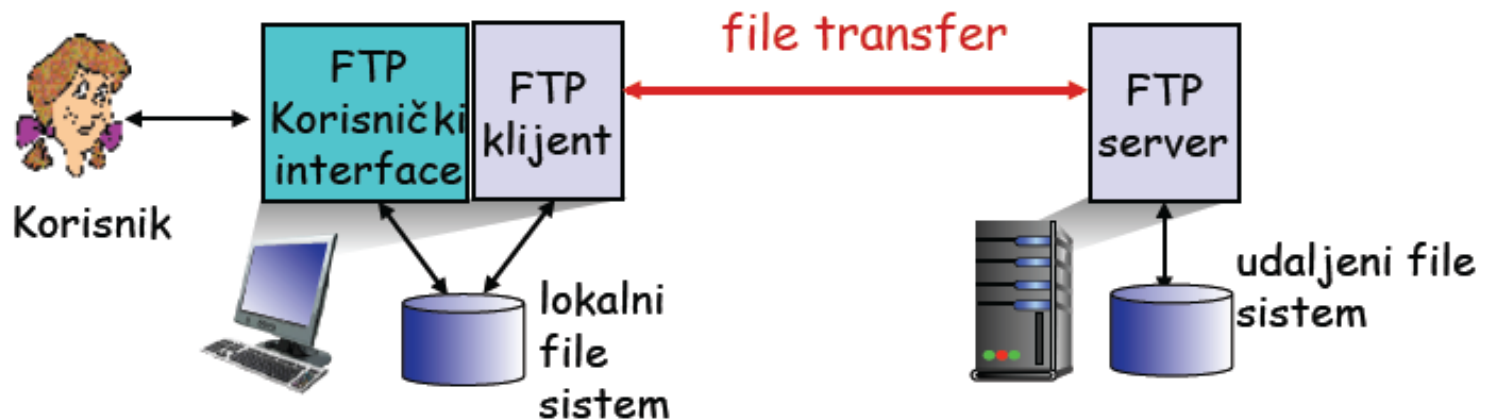 file transfer
FTP
Korisnički
interface
FTP
klijent
FTP
server
Korisnik
lokalni
file
sistem
udaljeni file
sistem